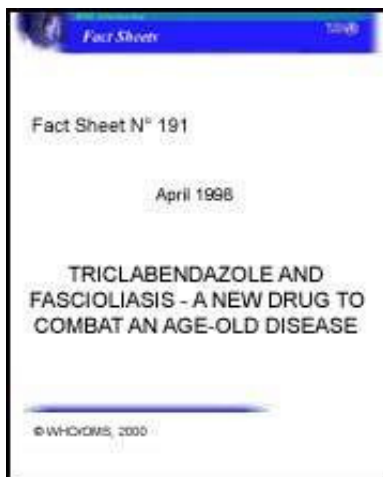 Fact Sheets
Fact Sheet N° 191
April 1998
TRICLABENDAZOLE AND
FASCIOLIASIS - A NEW DRUG TO
COMBAT AN AGE-OLD DISEASE
© WHO/OMS, 2000